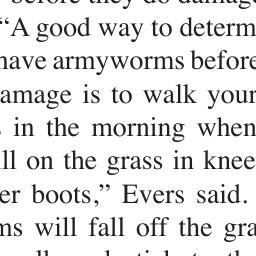 before they do damage
“A good way to determ
have armyworms before
amage is to walk your
s in the morning when
ll on the grass in knee
er boots,” Evers said.
ms will fall off the gra